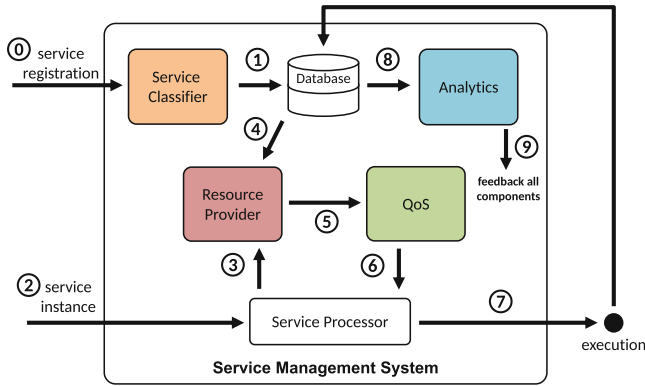 0 service
registration
Service
Classifier
1
Database
8
Analytics
4
9
feedback all
components
Resource
Provider
5
QoS
3
6
2 service
instance
Service Processor
7
execution
Service Management System